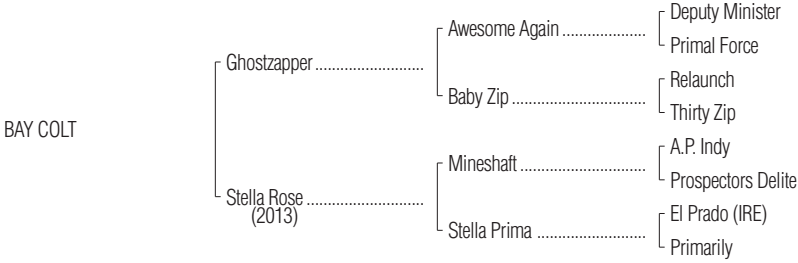 Deputy Minister
Awesome Again ....................
Primal Force
Ghostzapper ..........................
Relaunch
Baby Zip ................................
Thirty Zip
BAY COLT
A.P. Indy
Mineshaft ..............................
Prospectors Delite
Stella Rose ............................
(2013)
El Prado (IRE)
Stella Prima ..........................
Primarily